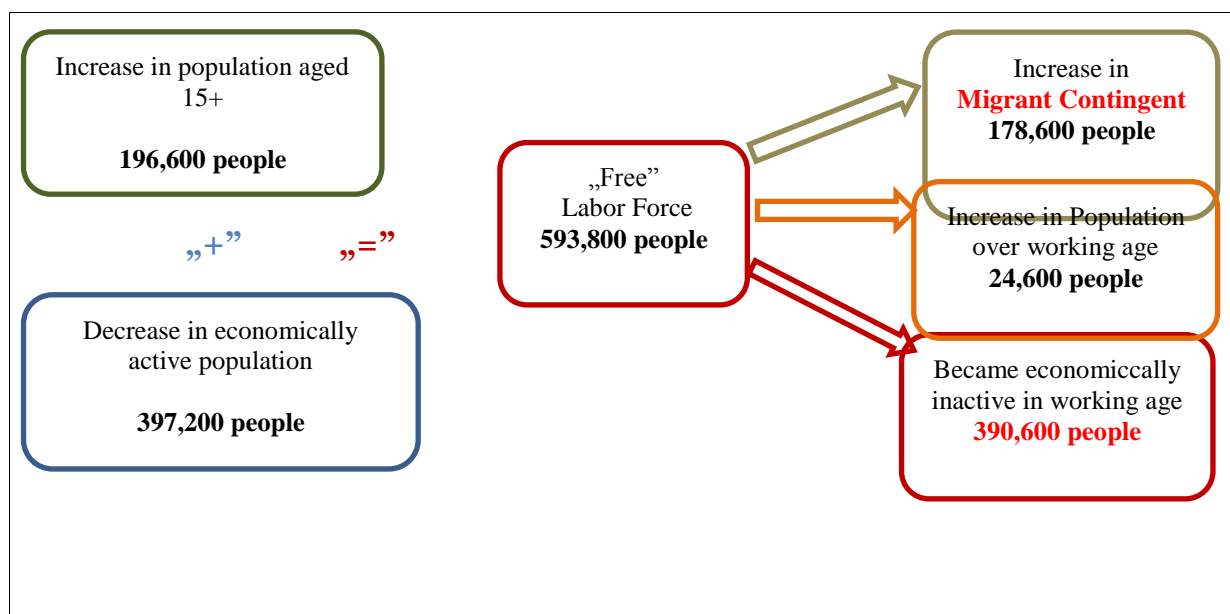 Increase in population aged
15+
196,600 people
„+” „=”
Decrease in economically
active population
397,200 people
„Free”
Labor Force
593,800 people
Increase in
Migrant Contingent
178,600 people
Increase in Population
over working age
24,600 people
Became economiccally
inactive in working age
390,600 people